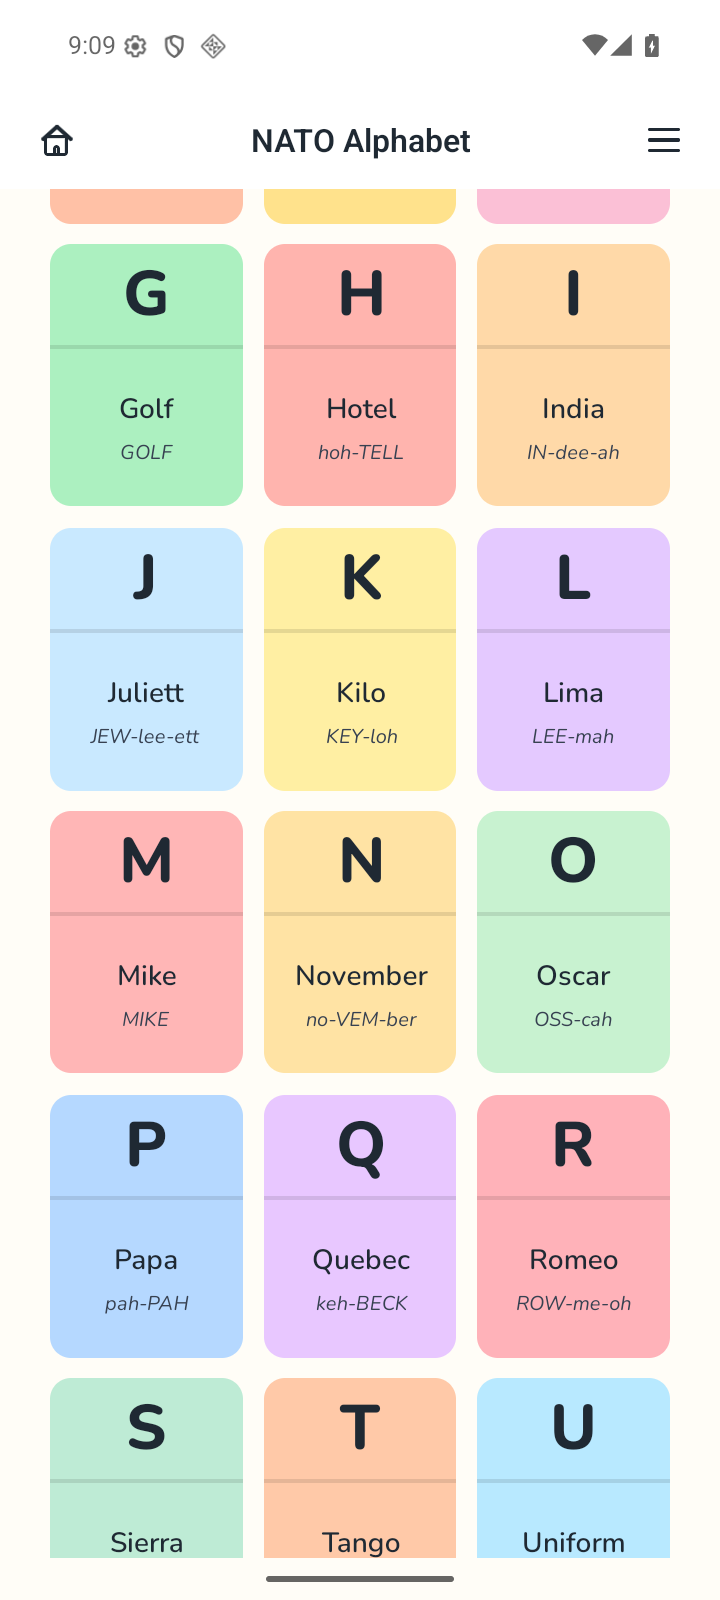 9:09
NATO Alphabet
G
H
I
Golf
Hotel
India
GOLF
hoh-TELL
IN-dee-ah
J
K
L
Juliett
Kilo
Lima
JEW-lee-ett
KEY-loh
LEE-mah
M
N
O
Mike
November
Oscar
MIKE
no-VEM-ber
OSS-cah
P
Q
R
Papa
Quebec
Romeo
pah-PAH
keh-BECK
ROW-me-oh
S
T
U
Sierra
Tango
Uniform